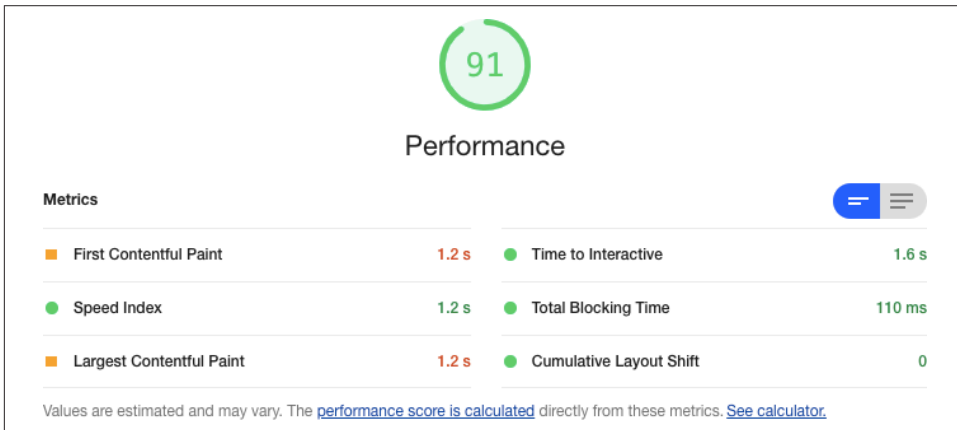 91
Performance
Metrics
First Contentful Paint 1.2 s
Time to Interactive 1.6 s
Speed Index 1.2 s
Total Blocking Time 110 ms
Largest Contentful Paint 1.2 s
Cumulative Layout Shift 0
Values are estimated and may vary. The performance score is calculated directly from these metrics. See calculator.